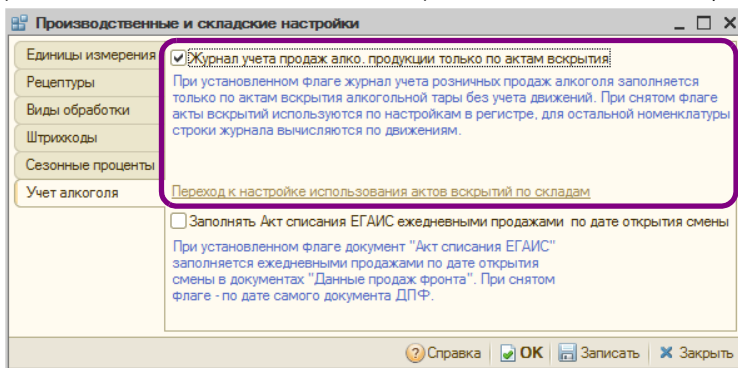 Производственные и складские настройки
Единицы измерения
Рецептуры
Виды обработки
Штрихкоды
Сезонные проценты
Учет алкоголя
Журнал учета продаж алко. продукции только по актам вскрытия
При установленном флаге журнал учета розничных продаж алкоголя заполняется
только по актам вскрытия алкогольной тары без учета движений. При снятом флаге
акты вскрытий используются по настройкам в регистре, для остальной номенклатуры
строки журнала вычисляются по движениям.
Переход к настройке использования актов вскрытий по складам
Заполнять Акт списания ЕГАИС ежедневными продажами по дате открытия смены
При установленном флаге документ "Акт списания ЕГАИС"
заполняется ежедневными продажами по дате открытия
смены в документах "Данные продаж фронта". При снятом
флаге - по дате самого документа ДПФ.
Справка OK Записать Закрыть